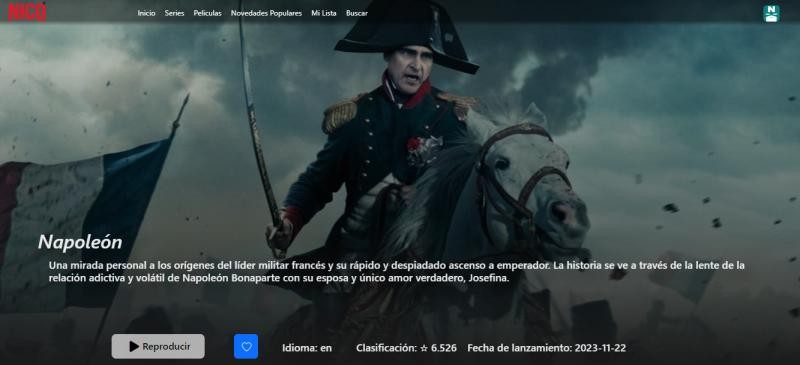 NICO
Inicio Series Peliculas Novedades Populares Mi Lista Buscar
N
Napoleón
Una mirada personal a los orígenes del líder militar francés y su rápido y despiadado ascenso a emperador. La historia se ve a través de la lente de la
relación adictiva y volátil de Napoleón Bonaparte con su esposa y único amor verdadero, Josefina.
Reproducir Idioma: en Clasificación: ☆ 6.526 Fecha de lanzamiento: 2023-11-22